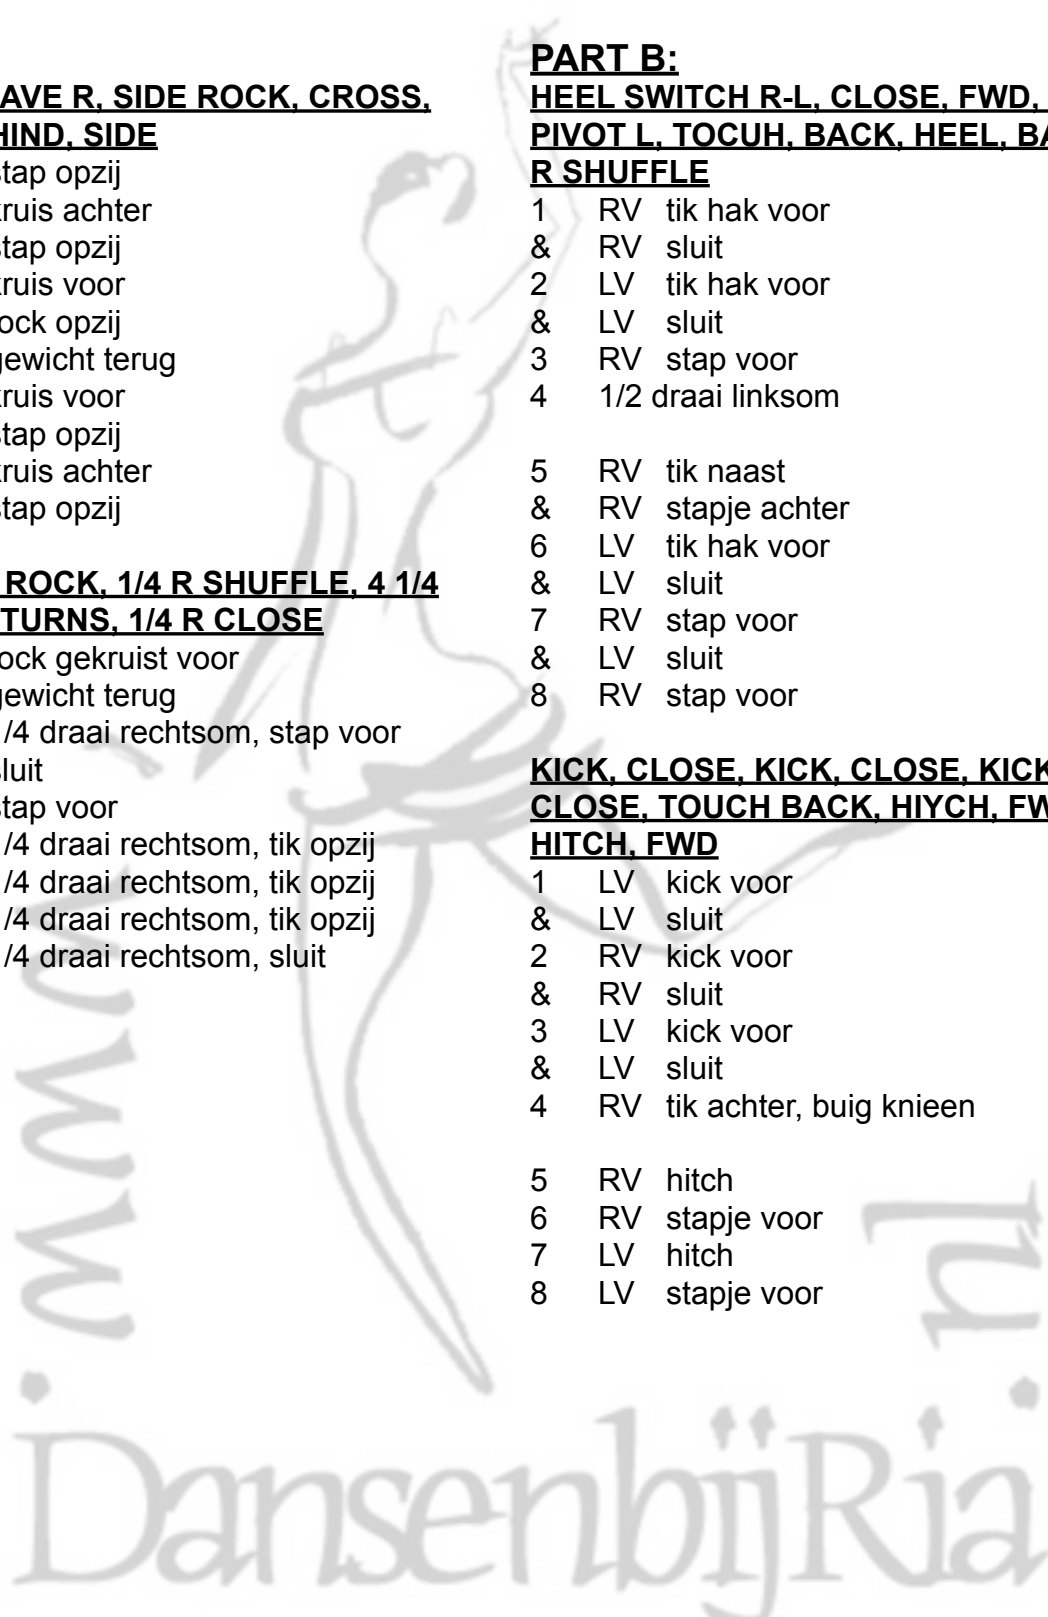 AVE R, SIDE ROCK, CROSS,
HIND, SIDE
stap opzij
kruis achter
stap opzij
kruis voor
rock opzij
gewicht terug
kruis voor
stap opzij
kruis achter
stap opzij
ROCK, 1/4 R SHUFFLE, 4 1/4
TURNS, 1/4 R CLOSE
rock gekruist voor
gewicht terug
/4 draai rechtsom, stap voor
sluit
stap voor
/4 draai rechtsom, tik opzij
/4 draai rechtsom, tik opzij
/4 draai rechtsom, tik opzij
/4 draai rechtsom, sluit
PART B:
HEEL SWITCH R-L, CLOSE, FWD,
PIVOT L, TOCUH, BACK, HEEL, BA
R SHUFFLE
1 RV tik hak voor
& RV sluit
2 LV tik hak voor
& LV sluit
3 RV stap voor
4 1/2 draai linksom
5 RV tik naast
& RV stapje achter
6 LV tik hak voor
& LV sluit
7 RV stap voor
& LV sluit
8 RV stap voor
KICK, CLOSE, KICK, CLOSE, KICK
CLOSE, TOUCH BACK, HIYCH, FW
HITCH, FWD
1 LV kick voor
& LV sluit
2 RV kick voor
& RV sluit
3 LV kick voor
& LV sluit
4 RV tik achter, buig knieen
5 RV hitch
6 RV stapje voor
7 LV hitch
8 LV stapje voor
www.
DansenbijRia
.nl